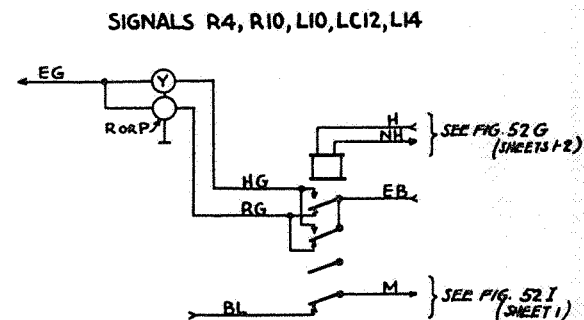 SIGNALS R4, R10, L10, LC12, L14
EG
Y
R OR P
H
NH
SEE FIG. 52G
(SHEETS 1-2)
HG
EB
RG
M
SEE FIG. 52 I
(SHEET 1)
BL